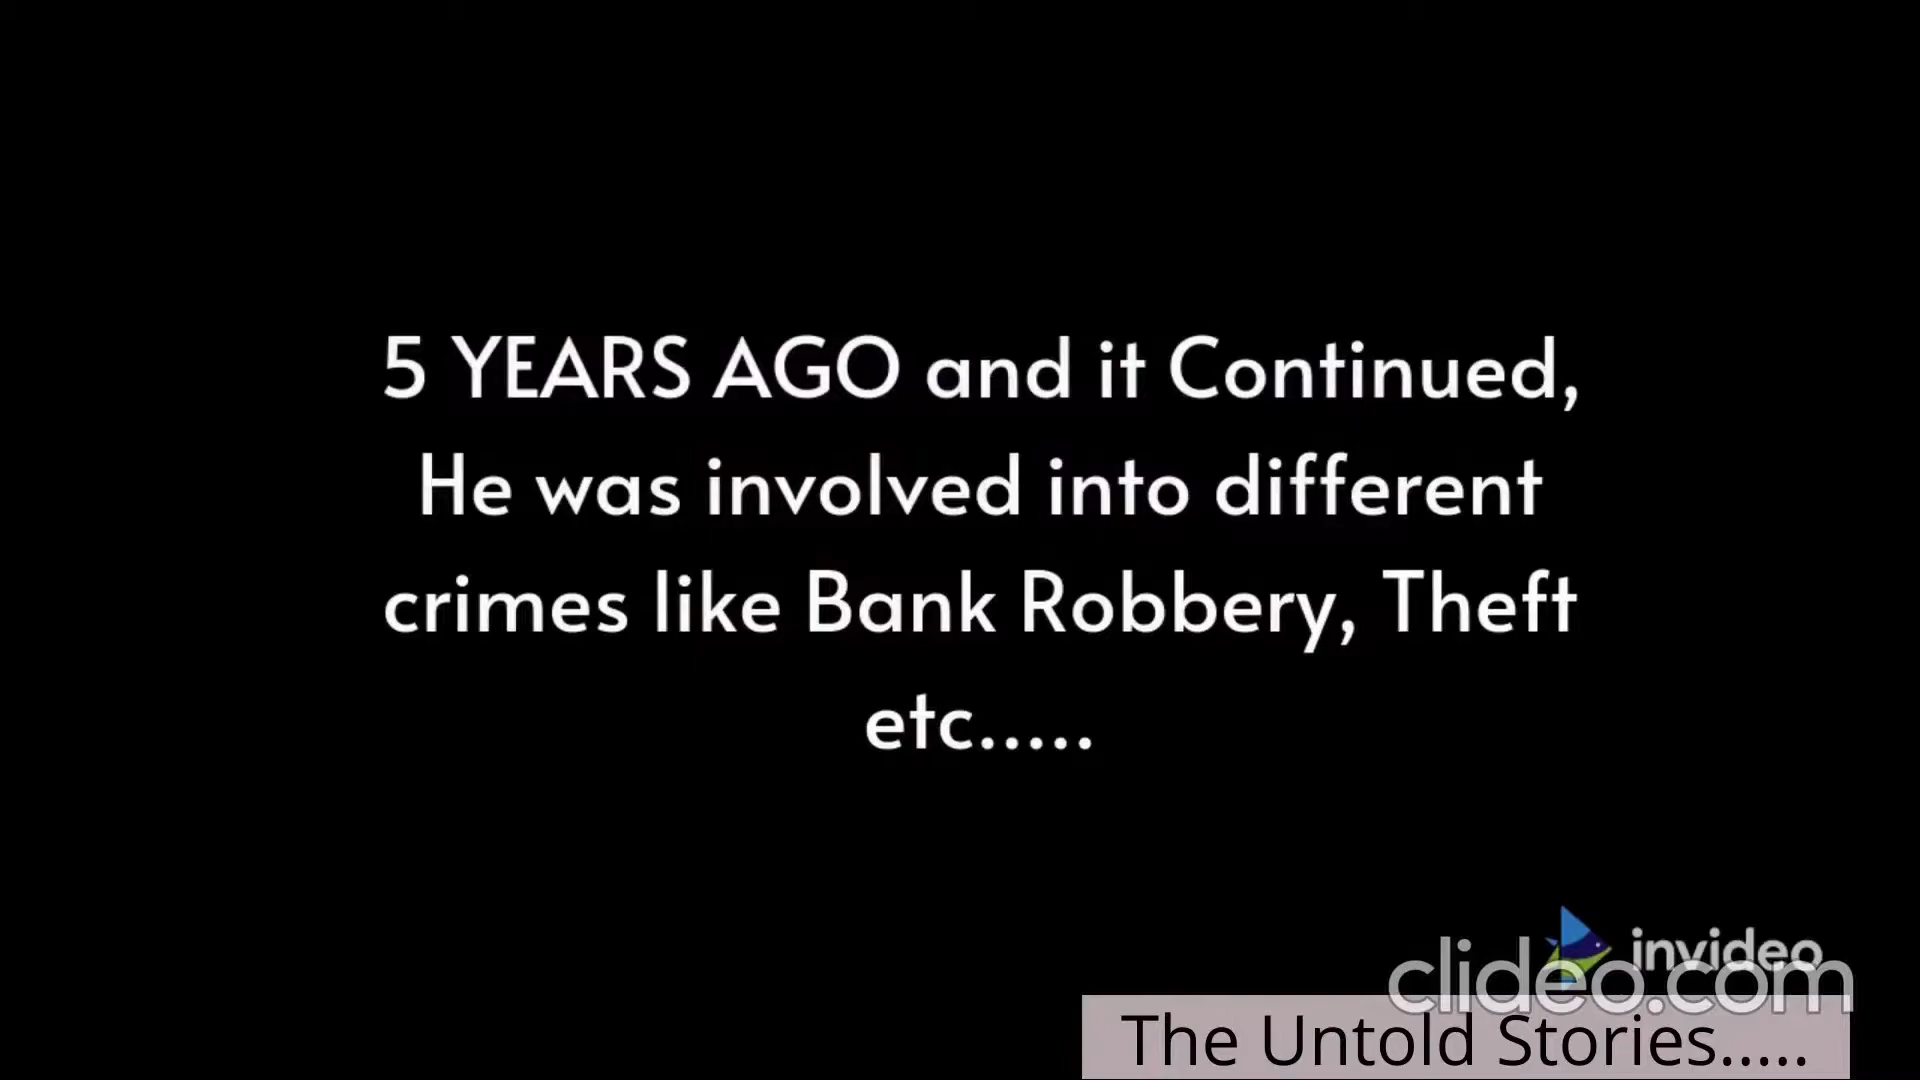 5 YEARS AGO and it Continued,
He was involved into different
crimes like Bank Robbery, Theft
etc.....
invideo
clideo.com
The Untold Stories.....